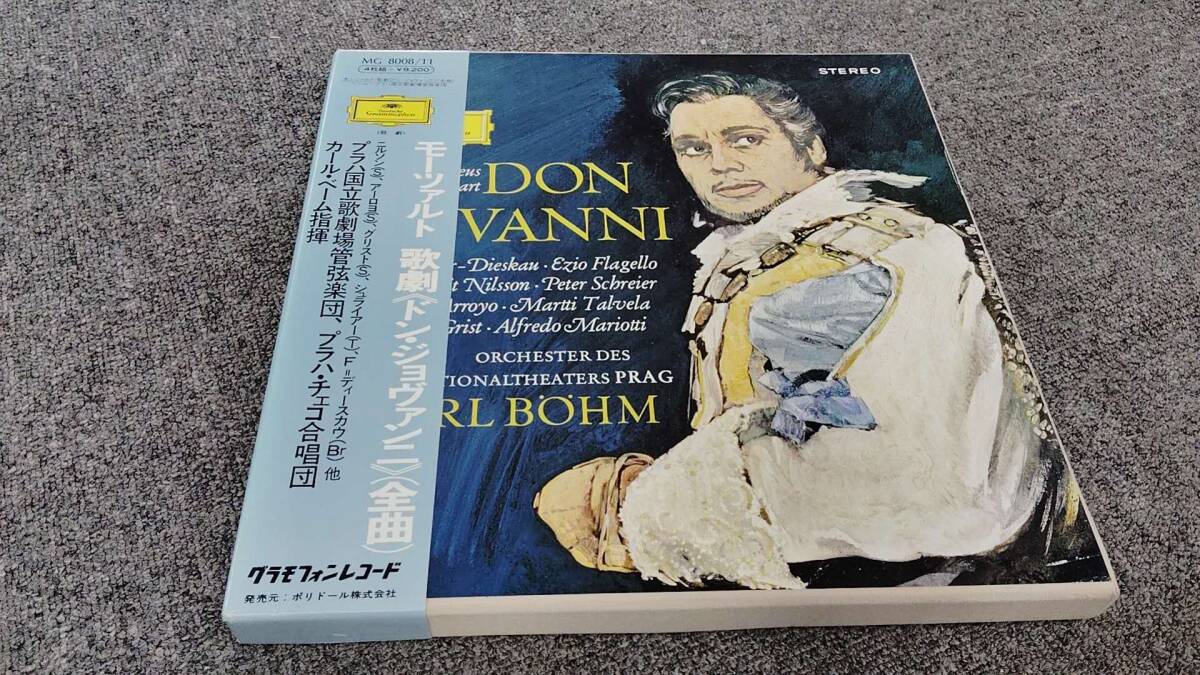 MG 8008/11
4枚組－¥9,200
Deutsche
Grammophon
モーツァルト 歌劇《ドン・ジョヴァンニ》(全曲)
ニルソン(S)、アーロヨ(S)、グリスト(S)、シュライアー(T)、F=ディースカウ(Br) 他
プラハ国立歌劇場管弦楽団、プラハ・チェコ合唱団
カール・ベーム指揮
グラモフォンレコード
発売元：ポリドール株式会社
STEREO
DON
VANNI
-Dieskau · Ezio Flagello
Nilsson · Peter Schreier
Arroyo · Martti Talvela
Grist · Alfredo Mariotti
ORCHESTER DES
TIONALTHEATERS PRAG
RL BÖHM